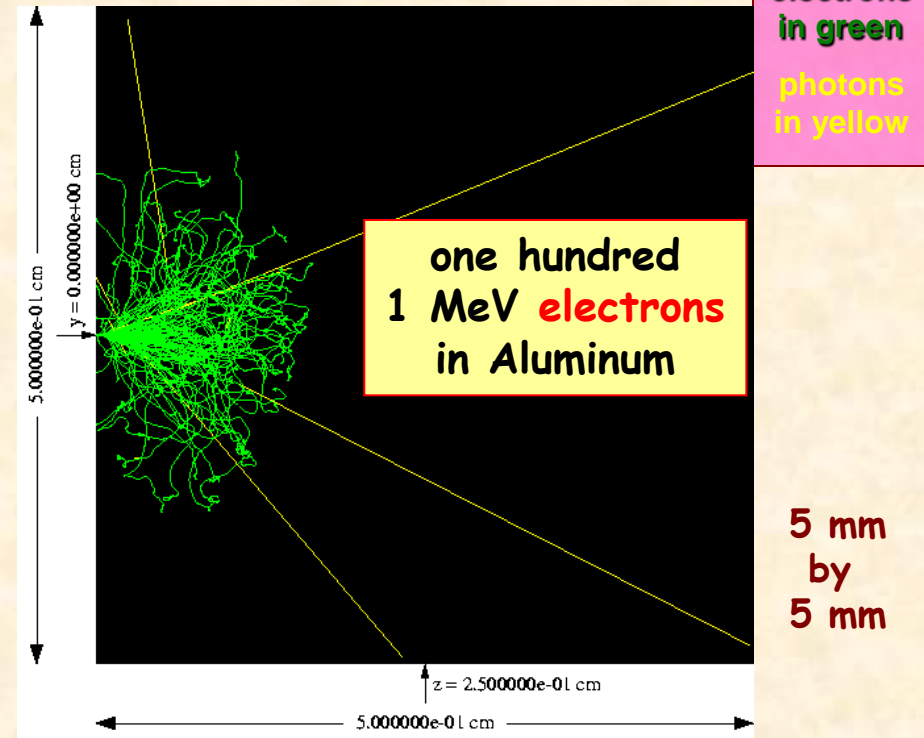 electrons
in green
photons
in yellow
5.000000e-01 cm
y = 0.000000e+00 cm
one hundred
1 MeV electrons
in Aluminum
5 mm
by
5 mm
z = 2.500000e-01 cm
5.000000e-01 cm